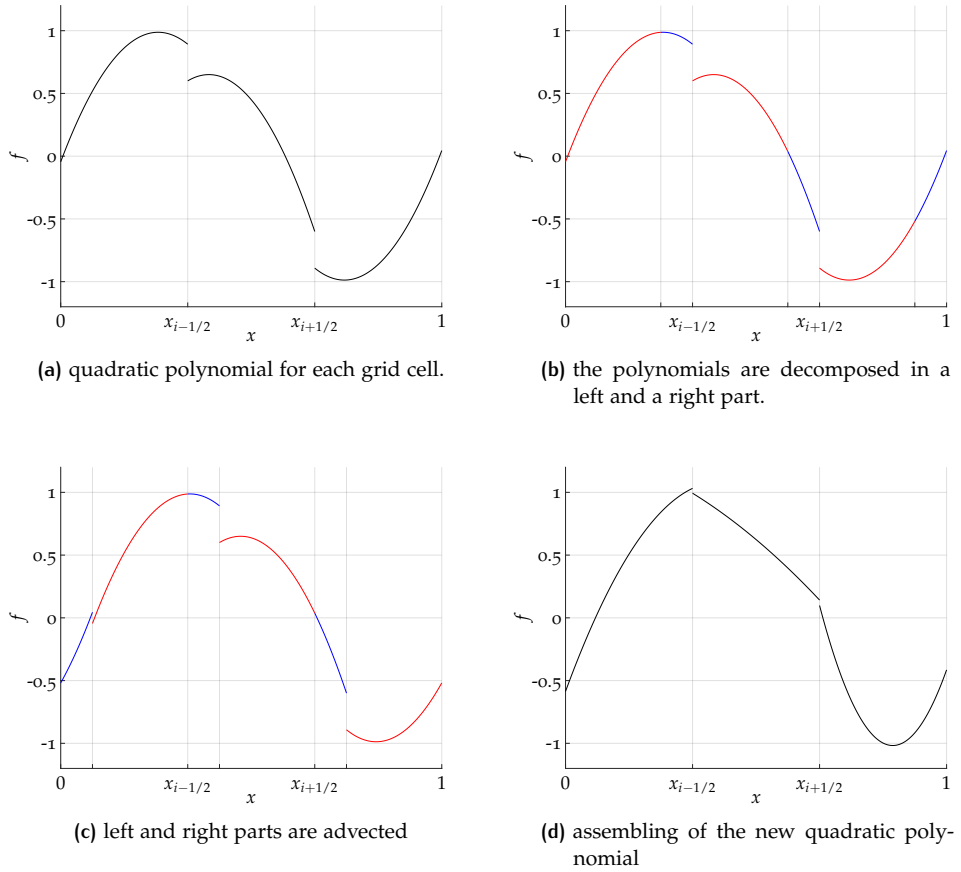 1
0.5
0
-0.5
-1
f
0
x_{i−1/2}
x_{i+1/2}
1
x
(a) quadratic polynomial for each grid cell.
1
0.5
0
-0.5
-1
f
0
x_{i−1/2}
x_{i+1/2}
1
x
(b) the polynomials are decomposed in a
left and a right part.
1
0.5
0
-0.5
-1
f
0
x_{i−1/2}
x_{i+1/2}
1
x
(c) left and right parts are advected
1
0.5
0
-0.5
-1
f
0
x_{i−1/2}
x_{i+1/2}
1
x
(d) assembling of the new quadratic poly-
nomial